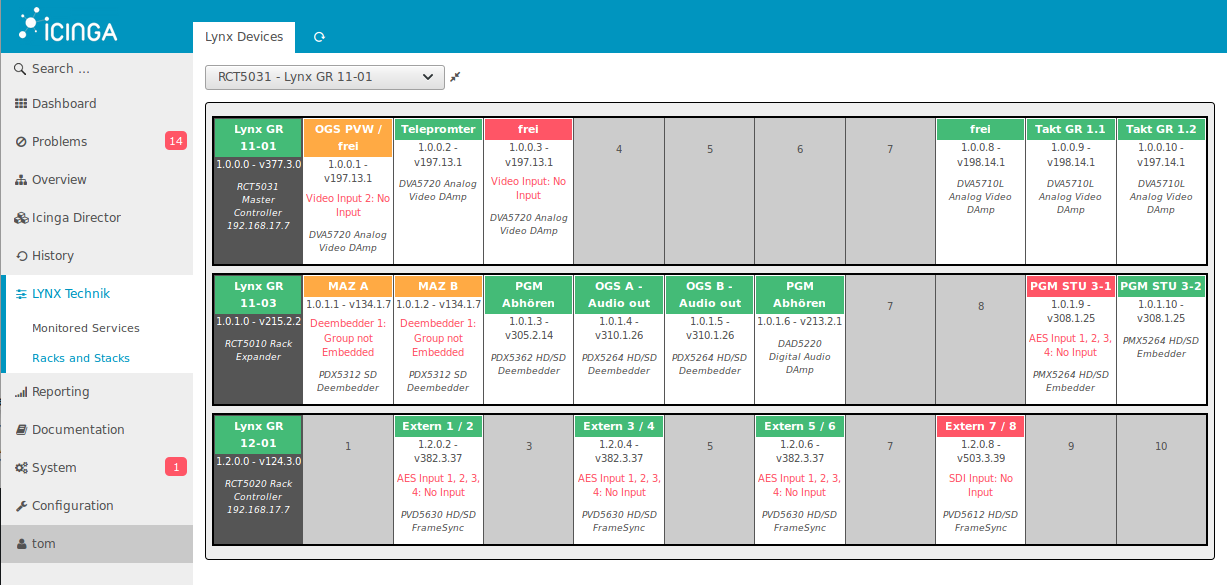 iCINGA
Lynx Devices
Search ...
Dashboard
Problems 14
Overview
Icinga Director
History
LYNX Technik
Monitored Services
Racks and Stacks
Reporting
Documentation
System 1
Configuration
tom
RCT5031 - Lynx GR 11-01
Lynx GR
11-01
1.0.0.0 - v377.3.0
RCT5031
Master
Controller
192.168.17.7
OGS PVW /
frei
1.0.0.1 -
v197.13.1
Video Input 2: No
Input
DVA5720 Analog
Video DAmp
Telepromter
1.0.0.2 -
v197.13.1
DVA5720 Analog
Video DAmp
frei
1.0.0.3 -
v197.13.1
Video Input: No
Input
DVA5720 Analog
Video DAmp
4
5
6
7
frei
1.0.0.8 -
v198.14.1
DVA5710L
Analog Video
DAmp
Takt GR 1.1
1.0.0.9 -
v198.14.1
DVA5710L
Analog Video
DAmp
Takt GR 1.2
1.0.0.10 -
v197.14.1
DVA5710L
Analog Video
DAmp
Lynx GR
11-03
1.0.1.0 - v215.2.2
RCT5010 Rack
Expander
MAZ A
1.0.1.1 - v134.1.7
Deembedder 1:
Group not
Embedded
PDX5312 SD
Deembedder
MAZ B
1.0.1.2 - v134.1.7
Deembedder 1:
Group not
Embedded
PDX5312 SD
Deembedder
PGM
Abhören
1.0.1.3 -
v305.2.14
PDX5362 HD/SD
Deembedder
OGS A -
Audio out
1.0.1.4 -
v310.1.26
PDX5264 HD/SD
Deembedder
OGS B -
Audio out
1.0.1.5 -
v310.1.26
PDX5264 HD/SD
Deembedder
PGM
Abhören
1.0.1.6 - v213.2.1
DAD5220
Digital Audio
DAmp
7
8
PGM STU 3-1
1.0.1.9 -
v308.1.25
AES Input 1, 2, 3,
4: No Input
PMX5264 HD/SD
Embedder
PGM STU 3-2
1.0.1.10 -
v308.1.25
PMX5264 HD/SD
Embedder
Lynx GR
12-01
1.2.0.0 - v124.3.0
RCT5020 Rack
Controller
192.168.17.7
1
Extern 1 / 2
1.2.0.2 -
v382.3.37
AES Input 1, 2, 3,
4: No Input
PVD5630 HD/SD
FrameSync
3
Extern 3 / 4
1.2.0.4 -
v382.3.37
AES Input 1, 2, 3,
4: No Input
PVD5630 HD/SD
FrameSync
5
Extern 5 / 6
1.2.0.6 -
v382.3.37
AES Input 1, 2, 3,
4: No Input
PVD5630 HD/SD
FrameSync
7
Extern 7 / 8
1.2.0.8 -
v503.3.39
SDI Input: No
Input
PVD5612 HD/SD
FrameSync
9
10